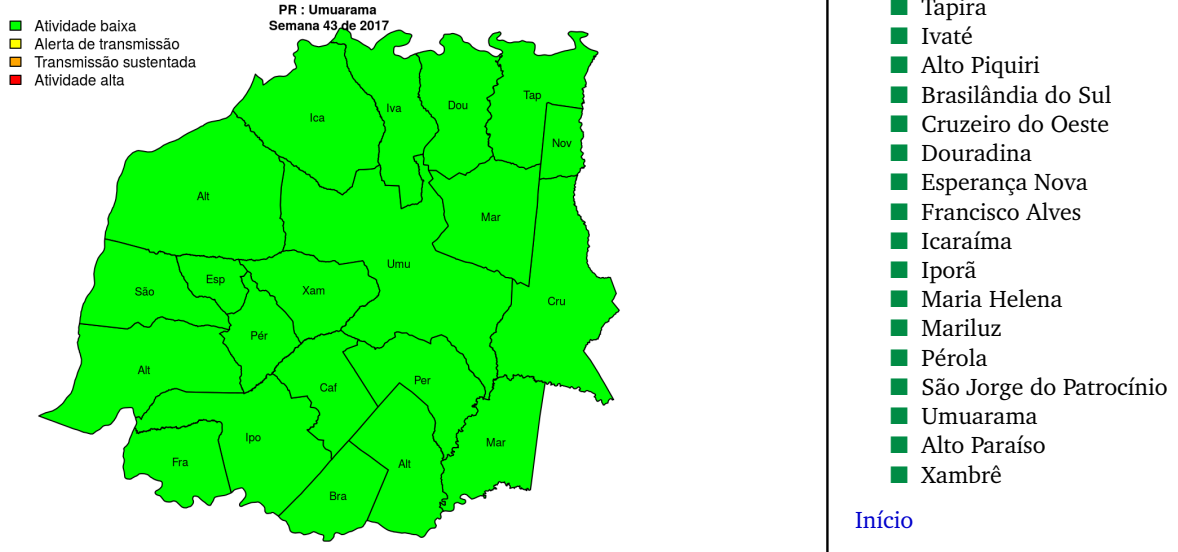 PR : Umuarama
Semana 43 de 2017
Atividade baixa
Alerta de transmissão
Transmissão sustentada
Atividade alta
Ica
Iva
Dou
Tap
Nov
Alt
Mar
Umu
Esp
São
Xam
Cru
Pér
Alt
Caf
Per
Ipo
Mar
Fra
Alt
Bra
Tapira
Ivaté
Alto Piquiri
Brasilândia do Sul
Cruzeiro do Oeste
Douradina
Esperança Nova
Francisco Alves
Icaraíma
Iporã
Maria Helena
Mariluz
Pérola
São Jorge do Patrocínio
Umuarama
Alto Paraíso
Xambrê
Início